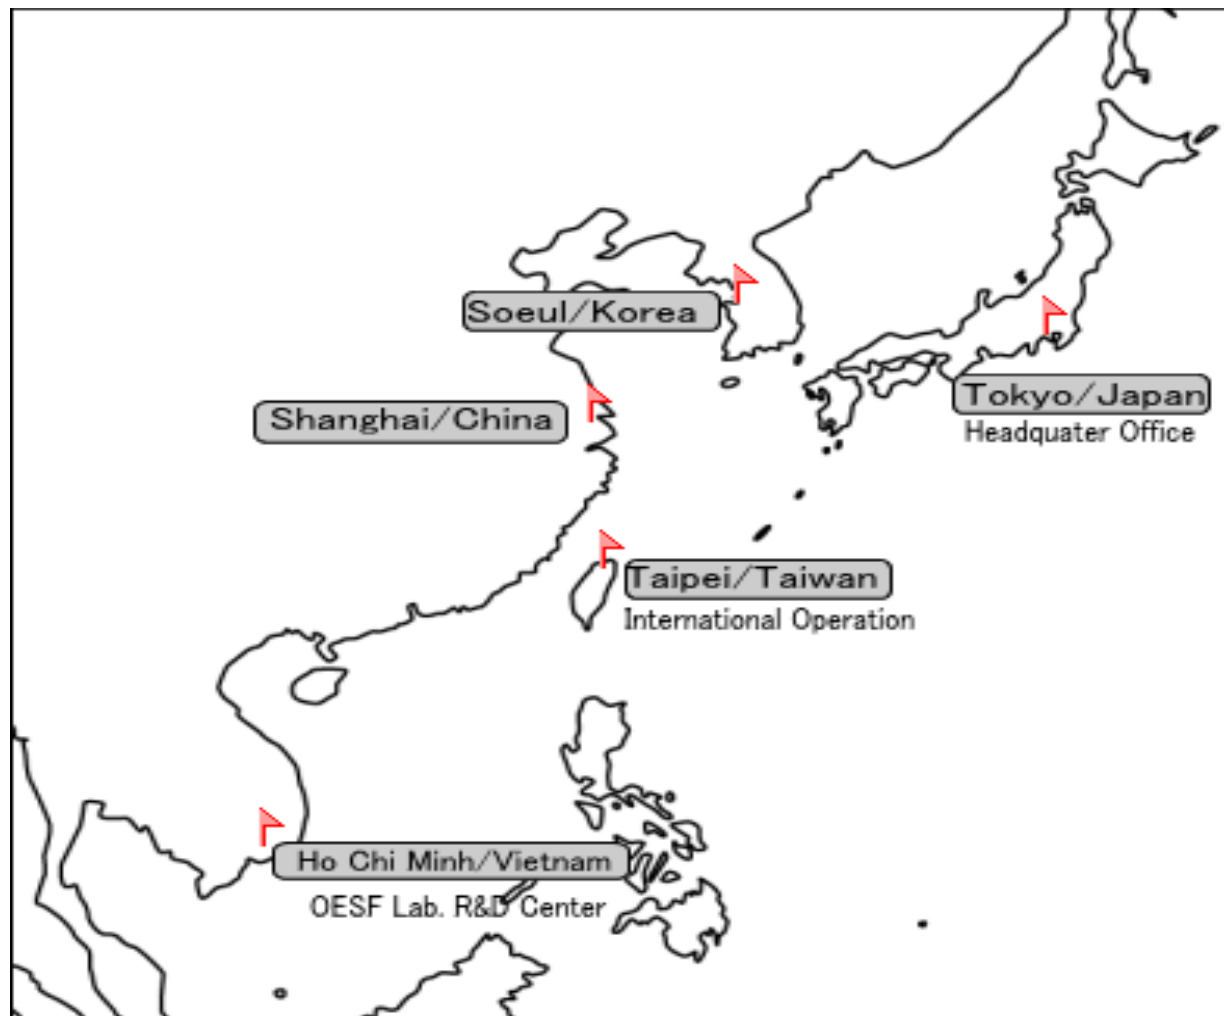 Soeul/Korea
Tokyo/Japan
Headquater Office
Shanghai/China
Taipei/Taiwan
International Operation
Ho Chi Minh/Vietnam
OESF Lab. R&D Center